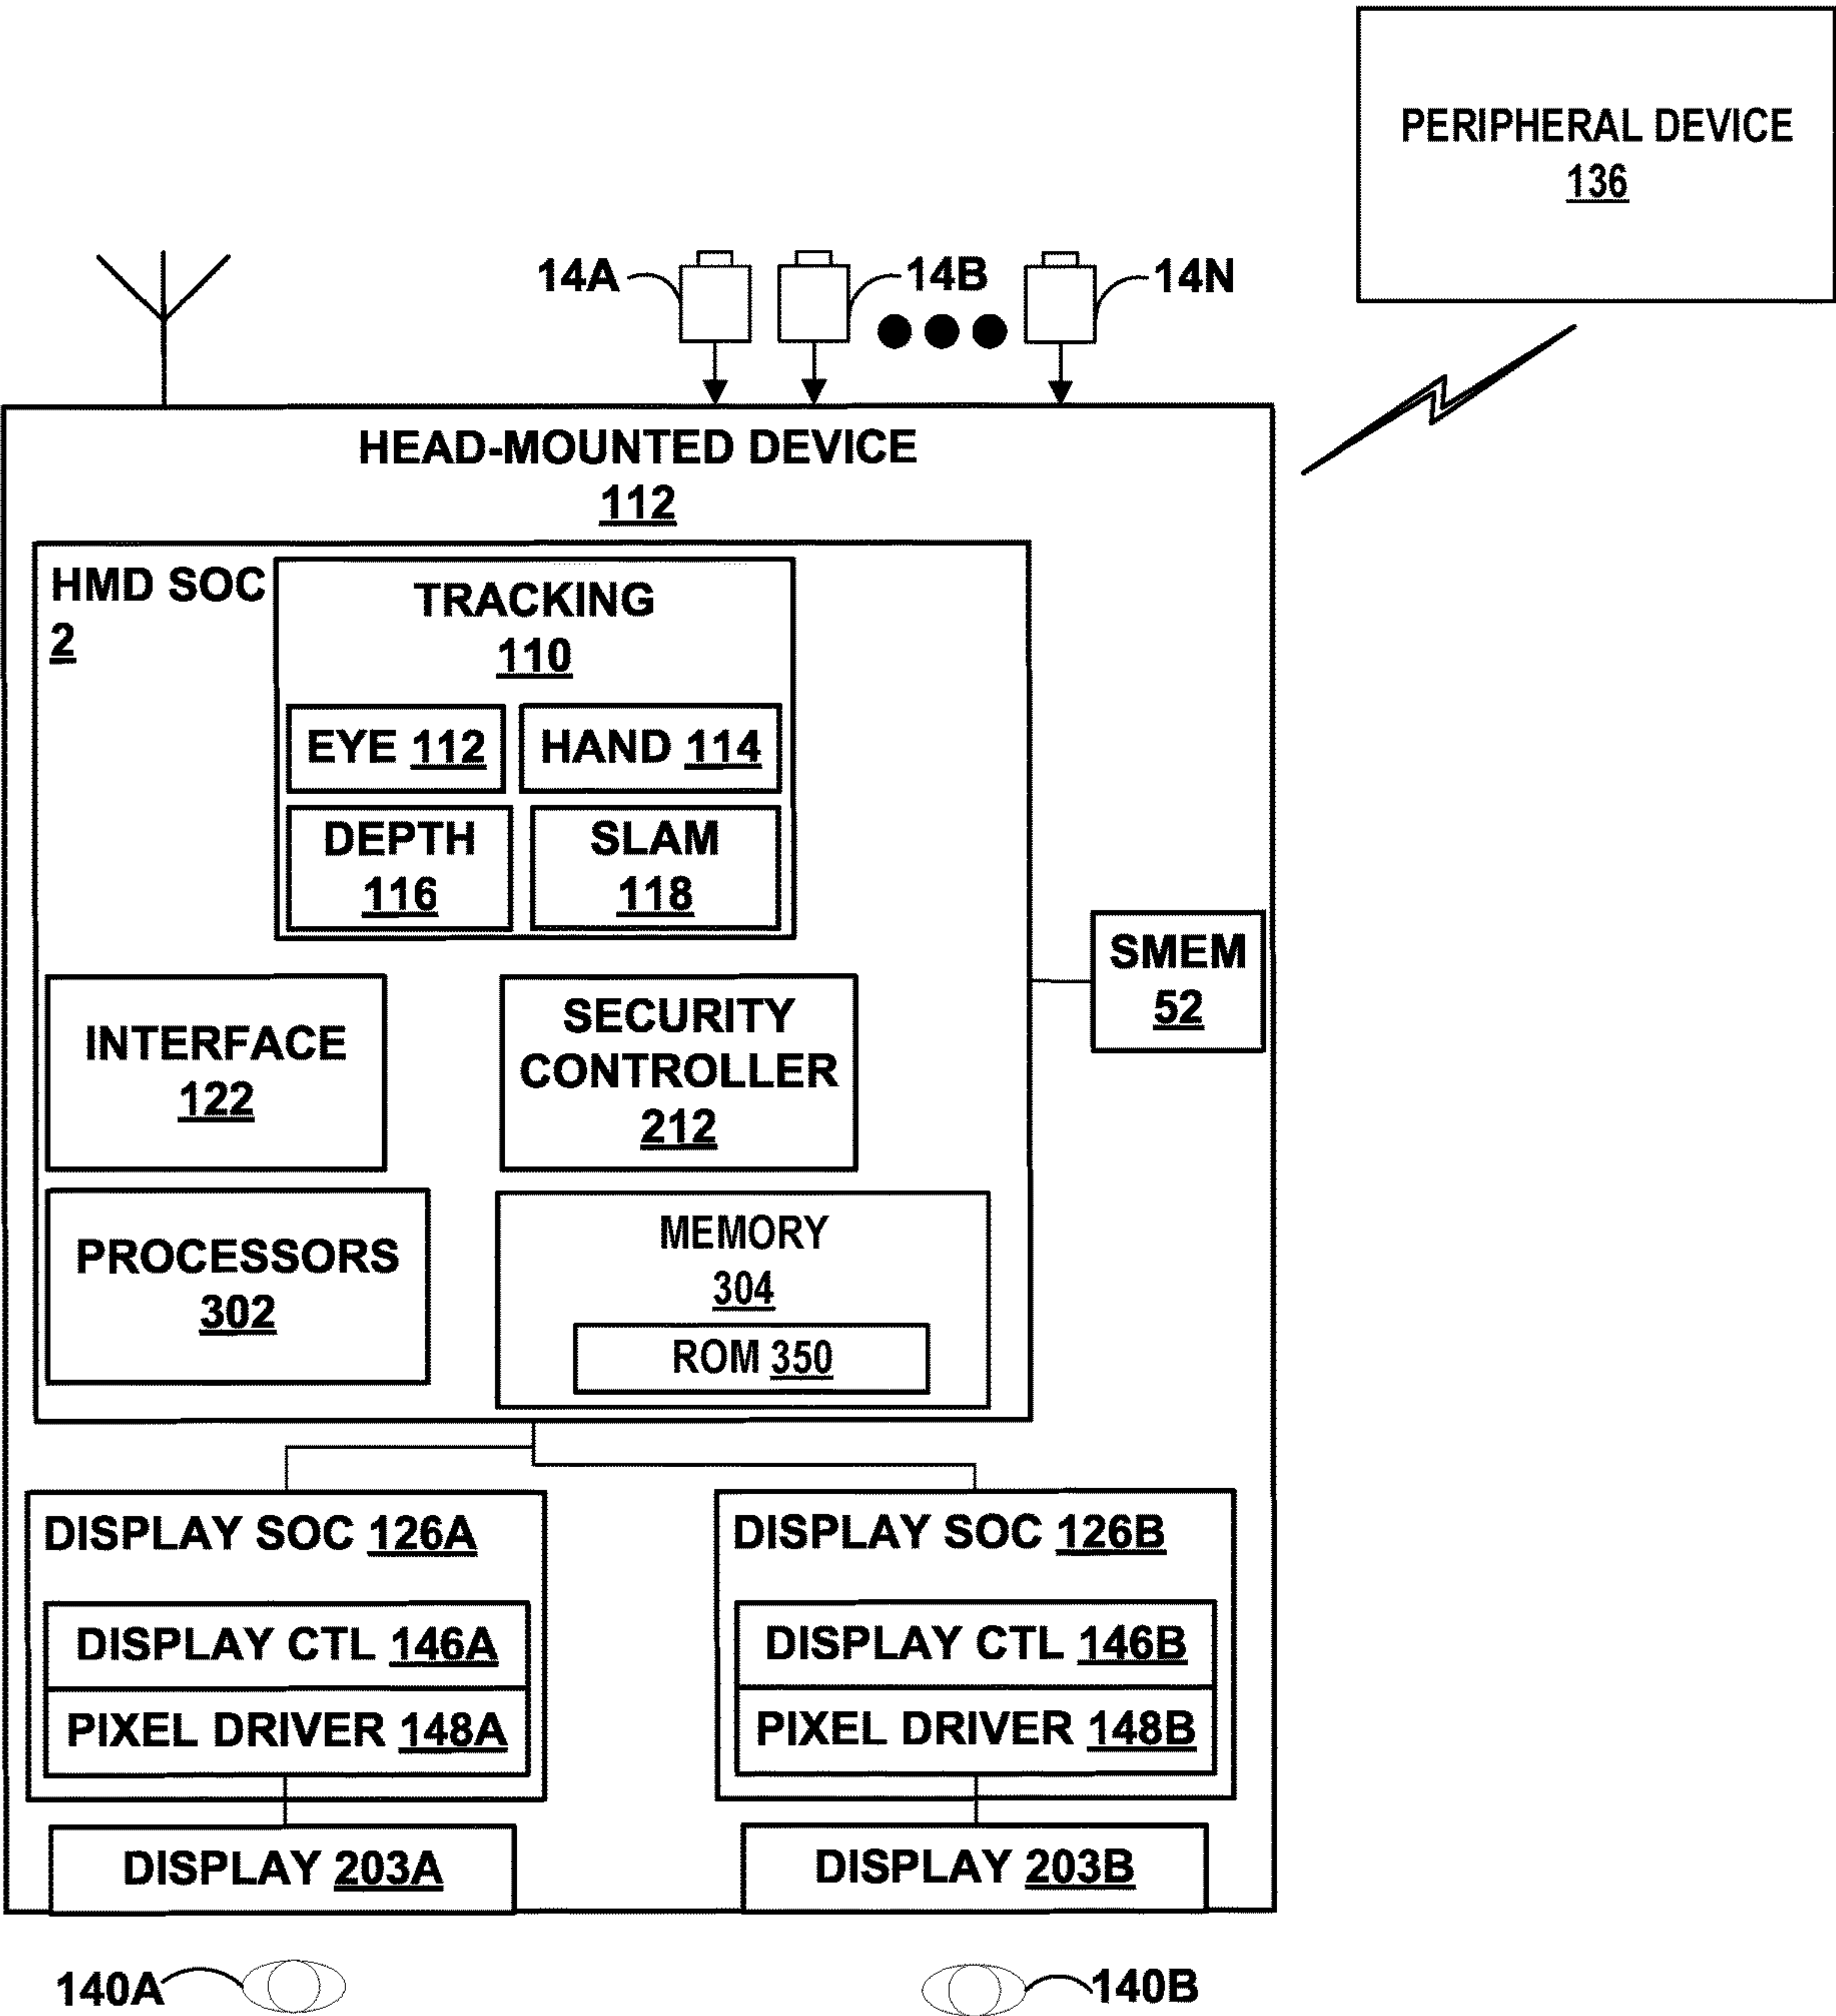 PERIPHERAL DEVICE
136
14A
14B
14N
HEAD-MOUNTED DEVICE
112
HMD SOC
2
TRACKING
110
EYE 112
HAND 114
DEPTH
116
SLAM
118
SMEM
52
INTERFACE
122
SECURITY
CONTROLLER
212
PROCESSORS
302
MEMORY
304
ROM 350
DISPLAY SOC 126A
DISPLAY CTL 146A
PIXEL DRIVER 148A
DISPLAY 203A
DISPLAY SOC 126B
DISPLAY CTL 146B
PIXEL DRIVER 148B
DISPLAY 203B
140A
140B